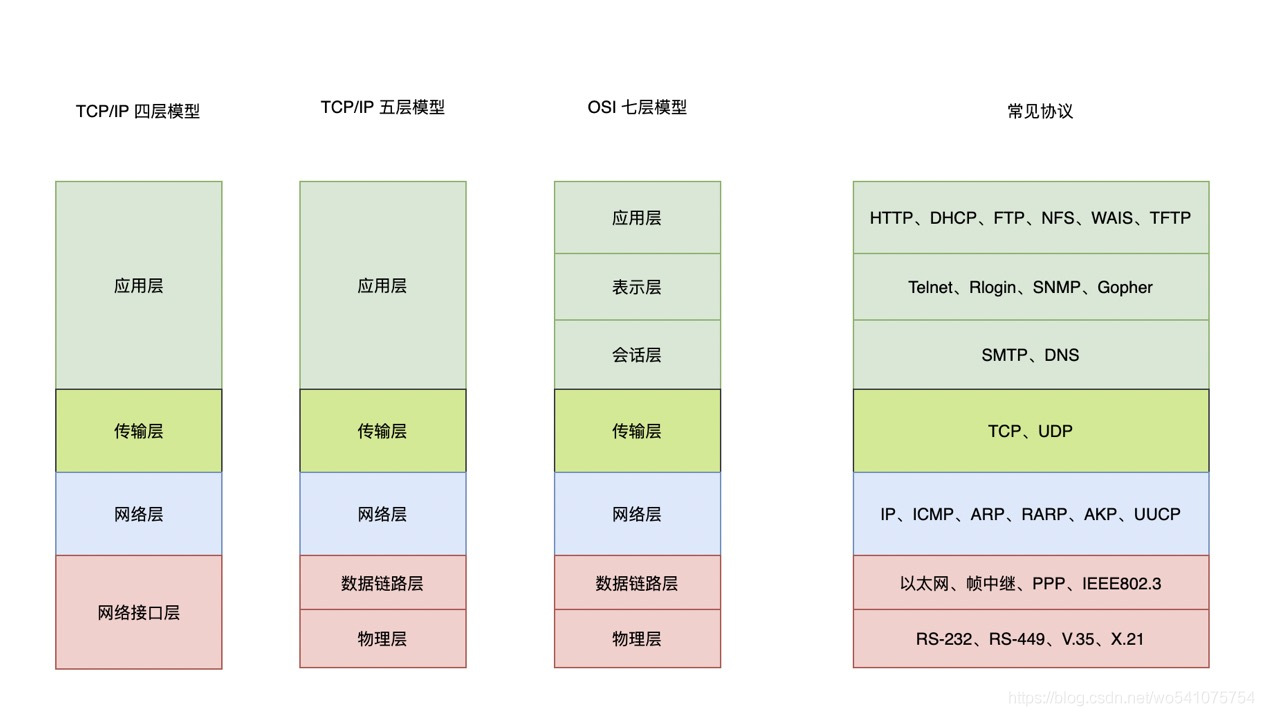 TCP/IP 四层模型
TCP/IP 五层模型
OSI 七层模型
常见协议
应用层
应用层
应用层
HTTP、DHCP、FTP、NFS、WAIS、TFTP
表示层
Telnet、Rlogin、SNMP、Gopher
会话层
SMTP、DNS
传输层
传输层
传输层
TCP、UDP
网络层
网络层
网络层
IP、ICMP、ARP、RARP、AKP、UUCP
网络接口层
数据链路层
数据链路层
以太网、帧中继、PPP、IEEE802.3
物理层
物理层
RS-232、RS-449、V.35、X.21
https://blog.csdn.net/wo541075754